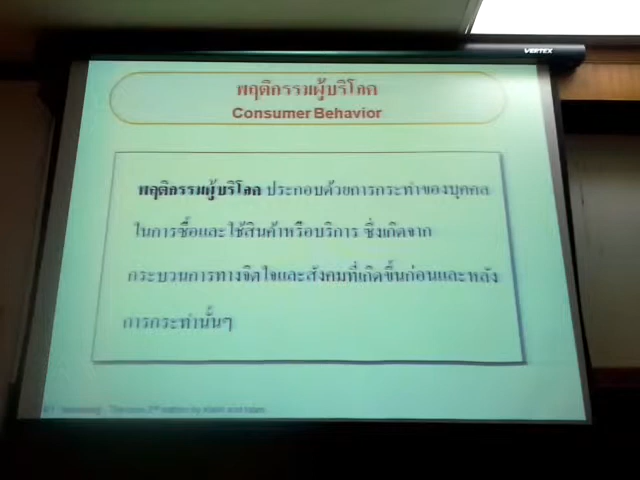 VERTEX
พฤติกรรมผู้บริโภค
Consumer Behavior
พฤติกรรมผู้บริโภค ประกอบด้วยการกระทำของบุคคล
ในการซื้อและใช้สินค้าหรือบริการ ซึ่งเกิดจาก
กระบวนการทางจิตใจและสังคมที่เกิดขึ้นก่อนและหลัง
การกระทำนั้นๆ